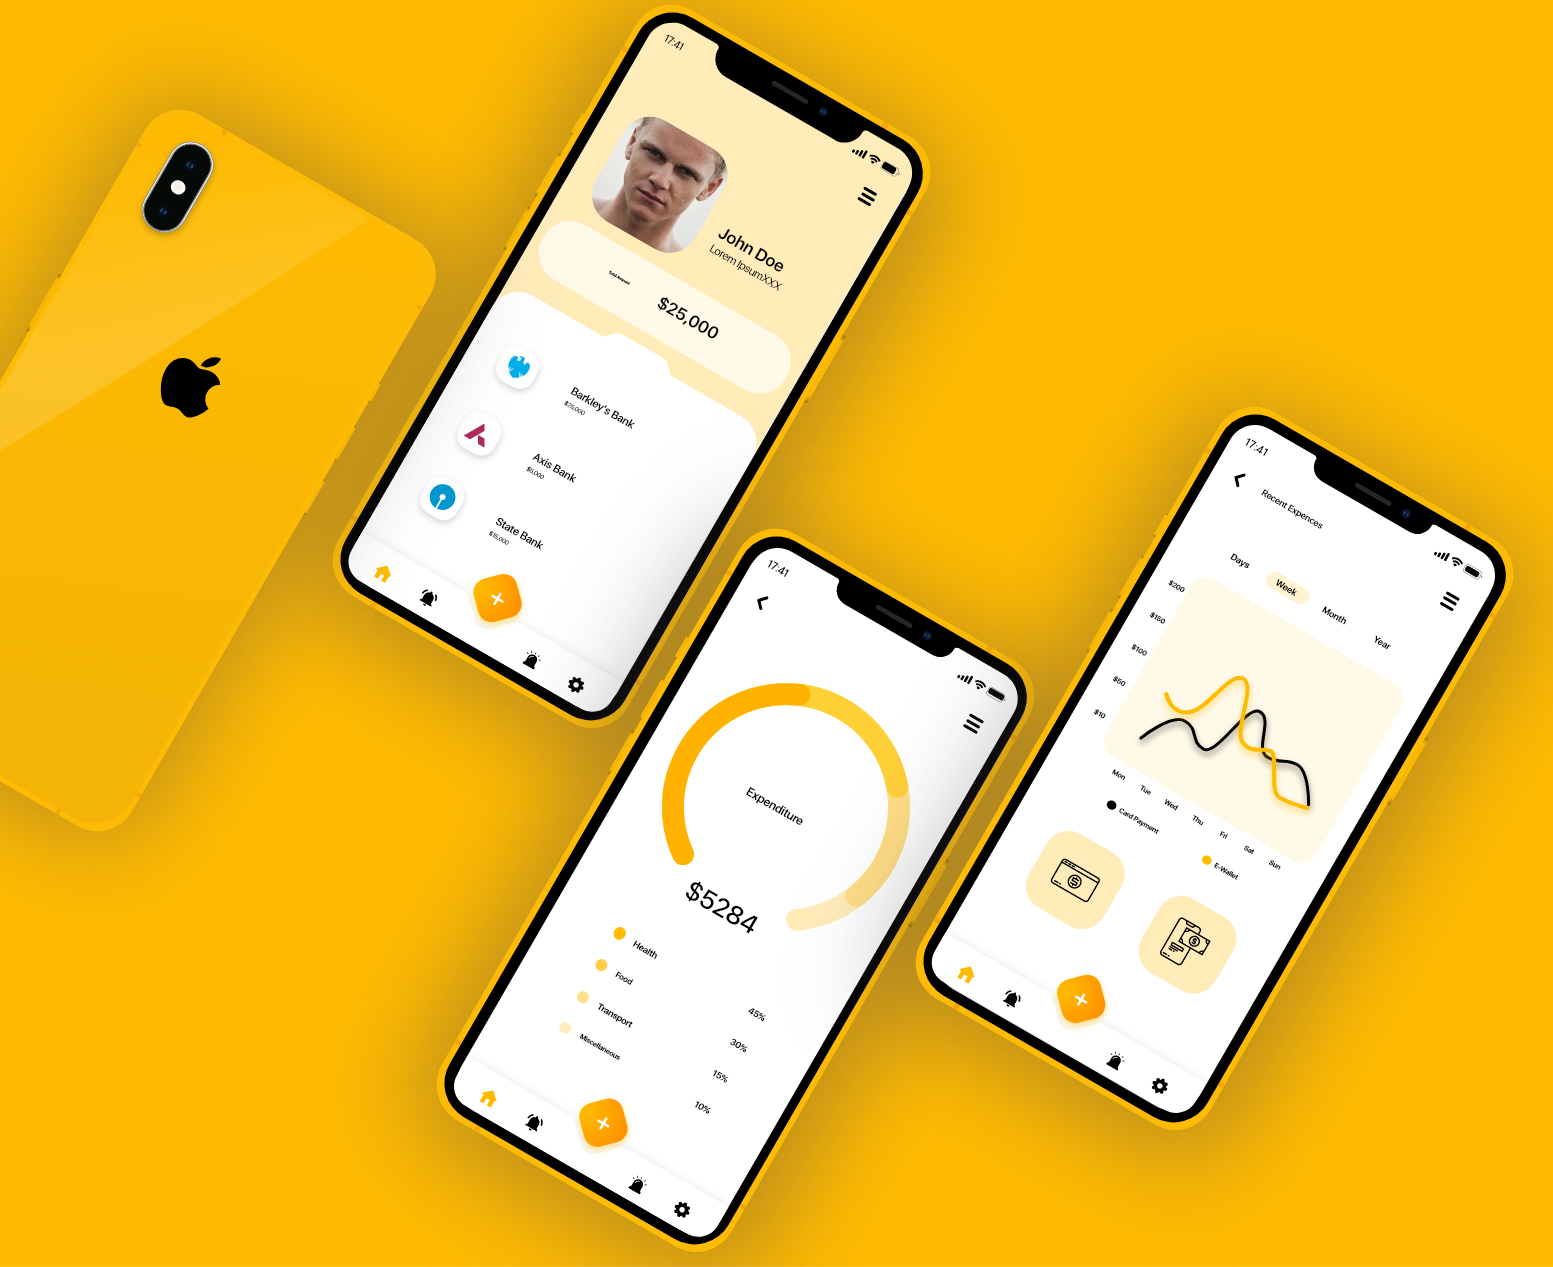 17:41
John Doe
Lorem IpsumXXX
Total Amount
$25,000
Barkley's Bank
$25,000
Axis Bank
$5,000
State Bank
$15,000
17:41
Expenditure
$5284
Health
45%
Food
30%
Transport
15%
Miscellaneous
10%
17:41
Recent Expences
Days
Week
Month
Year
$200
$150
$100
$50
$10
Mon
Tue
Wed
Thu
Fri
Sat
Sun
Card Payment
E-Wallet